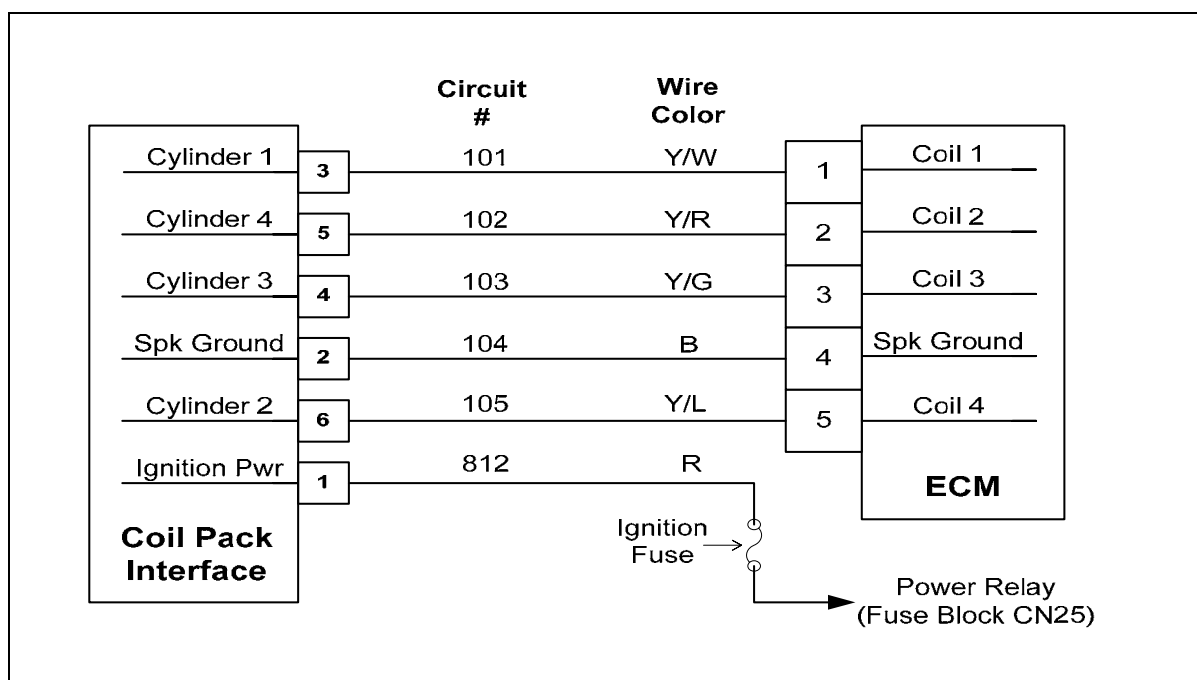 Circuit
#
Wire
Color
Cylinder 1 3 101 Y/W 1 Coil 1
Cylinder 4 5 102 Y/R 2 Coil 2
Cylinder 3 4 103 Y/G 3 Coil 3
Spk Ground 2 104 B 4 Spk Ground
Cylinder 2 6 105 Y/L 5 Coil 4
Ignition Pwr 1 812 R
ECM
Coil Pack
Interface
Ignition
Fuse
Power Relay
(Fuse Block CN25)